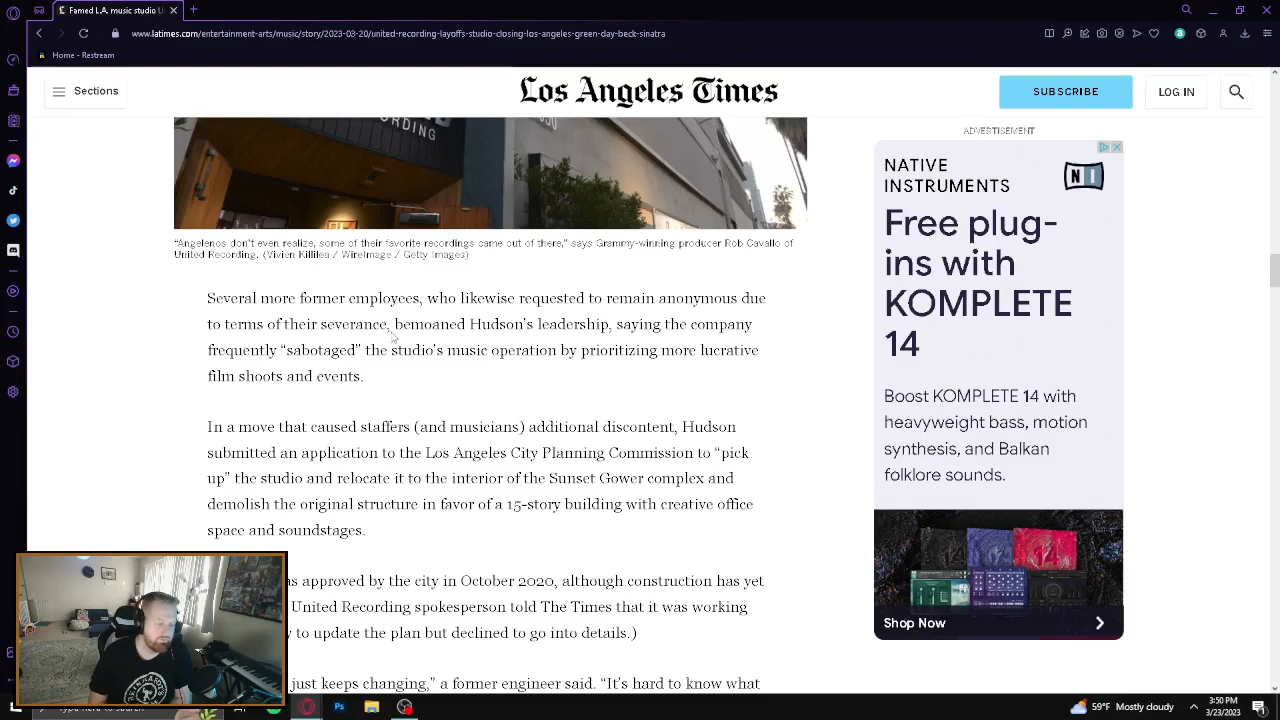 Famed L.A. music studi
www.latimes.com/entertainment-arts/music/story/2023-03-20/united-recording-layoffs-studio-closing-los-angeles-green-day-beck-sinatra
Home - Restream
Sections
Los Angeles Times
SUBSCRIBE
LOG IN
CORDING
"Angelenos don't even realize, some of their favorite recordings came out of there," says Grammy-winning producer Rob Cavallo of
United Recording. (Vivien Killilea / WireImage / Getty Images)
Several more former employees, who likewise requested to remain anonymous due
to terms of their severance, bemoaned Hudson's leadership, saying the company
frequently “sabotaged” the studio's music operation by prioritizing more lucrative
film shoots and events.
In a move that caused staffers (and musicians) additional discontent, Hudson
submitted an application to the Los Angeles City Planning Commission to “pick
up” the studio and relocate it to the interior of the Sunset Gower complex and
demolish the original structure in favor of a 15-story building with creative office
space and soundstages.
approved by the city in October 2020, although construction has yet
United Recording spokesperson told The Times that it was working
to update the plan but declined to go into details.)
just keeps changing,” a former engineer said. “It's hard to know what
ADVERTISEMENT
NATIVE
INSTRUMENTS
NI
Free plug-
ins with
KOMPLETE
14
Boost KOMPLETE 14 with
heavyweight bass, motion
synthesis, and Balkan
folklore sounds.
Shop Now
Ps
59°F Mostly cloudy
3:50 PM
3/23/2023